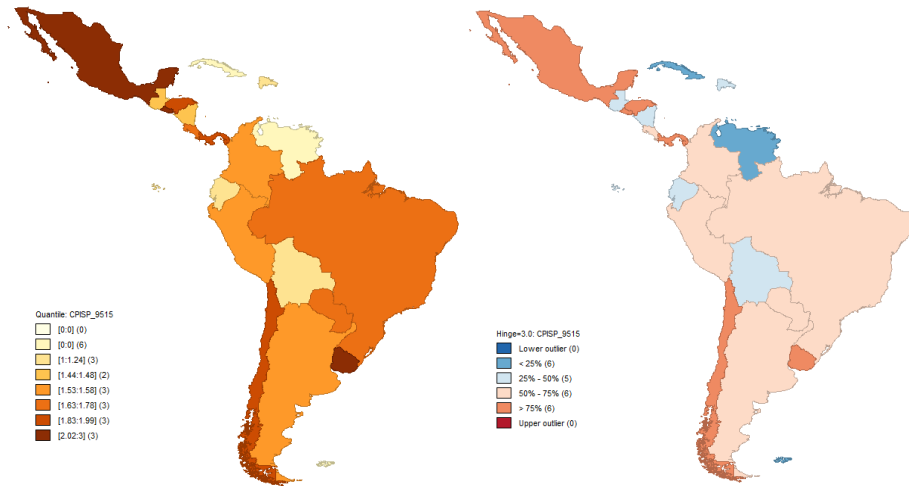 Quantile: CPISP_9515
[0:0] (0)
[0:0] (6)
[1:1.24] (3)
[1.44:1.48] (2)
[1.53:1.58] (3)
[1.63:1.78] (3)
[1.83:1.99] (3)
[2.02:3] (3)
Hinge=3.0: CPISP_9515
Lower outlier (0)
< 25% (6)
25% - 50% (5)
50% - 75% (6)
> 75% (6)
Upper outlier (0)